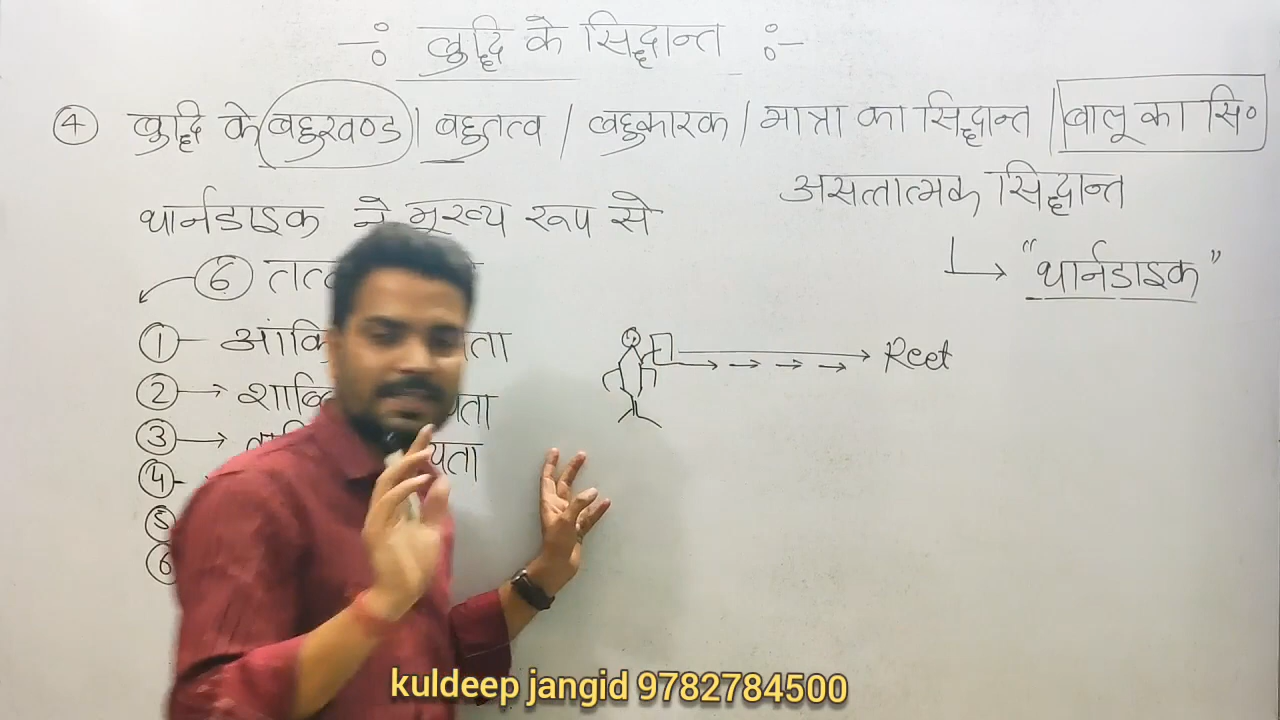 -: बुद्धि के सिद्धान्त :-
④ बुद्धि के बहुखण्ड | बहुतत्व / बहुकारक / मात्रा का सिद्धान्त | बालू का सि०
असत्तात्मक सिद्धान्त
थार्नडाइक ने मुख्य रूप से
"थार्नडाइक"
⑥
① -
Reet
② →
③ →
④ -
⑤
⑥
kuldeep jangid 9782784500